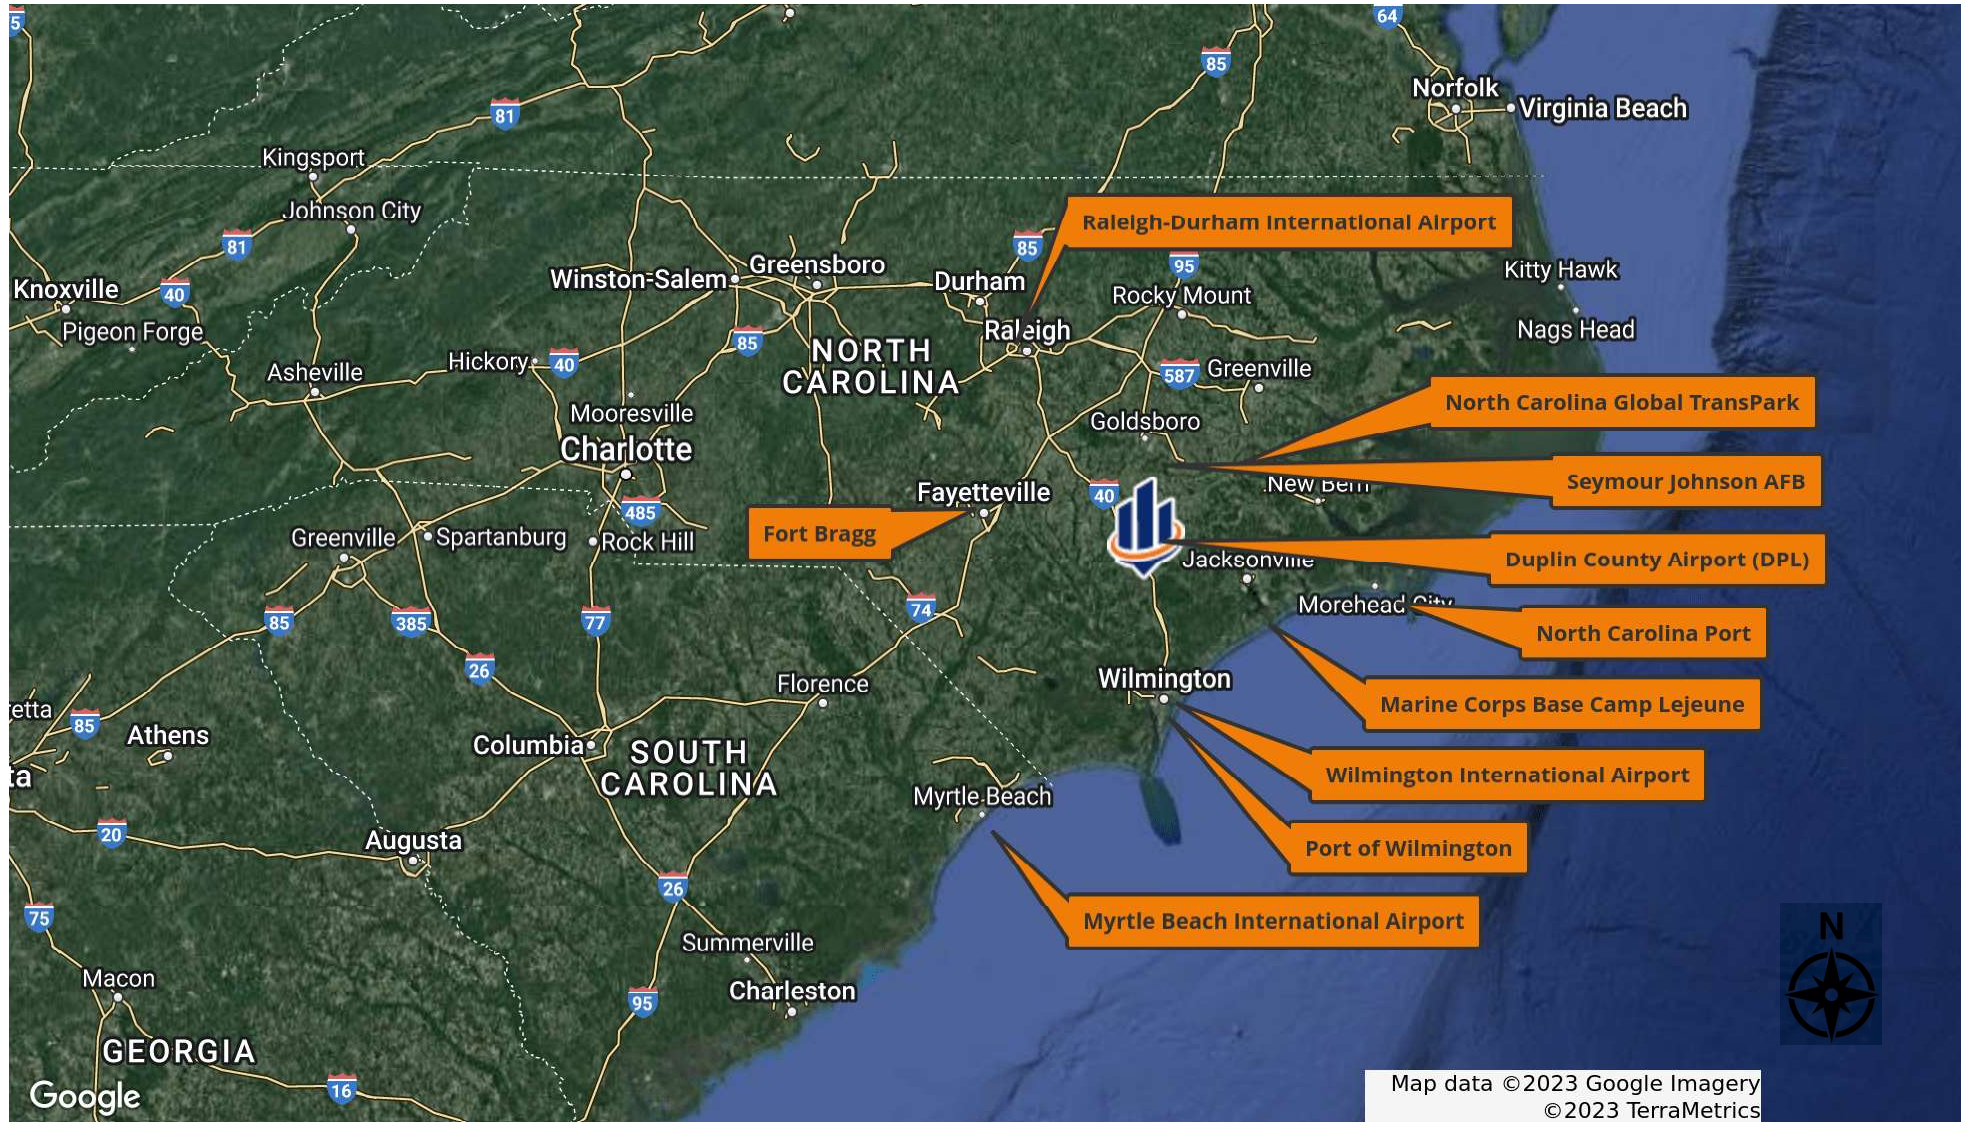 5
64
85
Norfolk
Virginia Beach
81
Kingsport
Johnson City
81
Raleigh-Durham International Airport
85
95
Kitty Hawk
Knoxville
40
Winston-Salem
Greensboro
Durham
Rocky Mount
Pigeon Forge
Raleigh
Nags Head
85
NORTH
CAROLINA
Hickory
40
Asheville
587
Greenville
Mooresville
North Carolina Global TransPark
Goldsboro
Charlotte
Seymour Johnson AFB
New Bern
Fayetteville
40
485
Fort Bragg
Greenville
Spartanburg
Rock Hill
Jacksonville
Duplin County Airport (DPL)
85
385
77
74
Morehead City
North Carolina Port
26
Wilmington
Florence
Marine Corps Base Camp Lejeune
retta
85
Athens
Columbia
SOUTH
CAROLINA
ta
Wilmington International Airport
Myrtle Beach
20
Augusta
Port of Wilmington
26
75
Myrtle Beach International Airport
N
Summerville
Macon
Charleston
95
GEORGIA
16
Google
Map data ©2023 Google Imagery
©2023 TerraMetrics